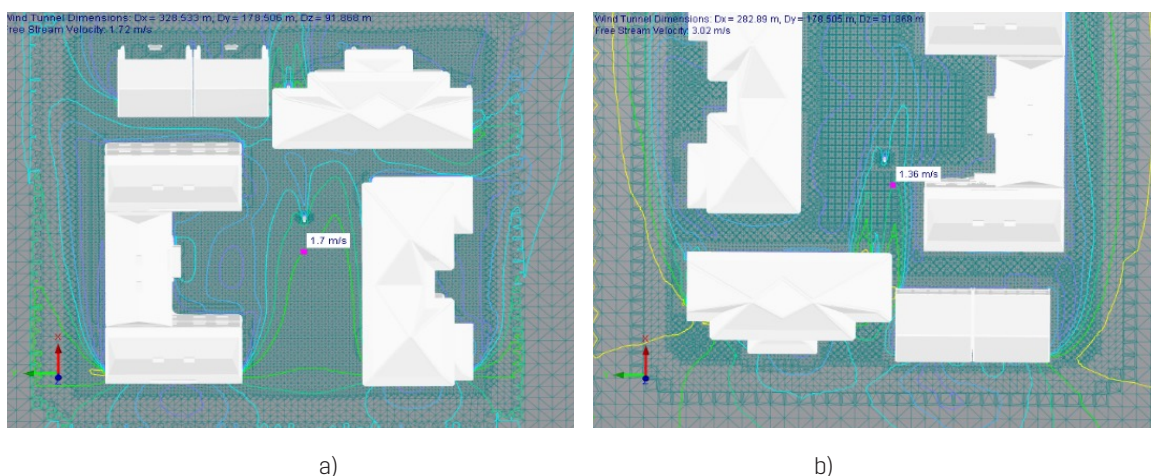 Wind Tunnel Dimensions: Dx = 328.533 m, Dy = 178.506 m, Dz = 91.868 m
Free Stream Velocity: 1.72 m/s
1.7 m/s
X
Z
a)
Wind Tunnel Dimensions: Dx = 282.89 m, Dy = 178.505 m, Dz = 91.868 m
Free Stream Velocity: 3.02 m/s
1.36 m/s
X
Z
b)